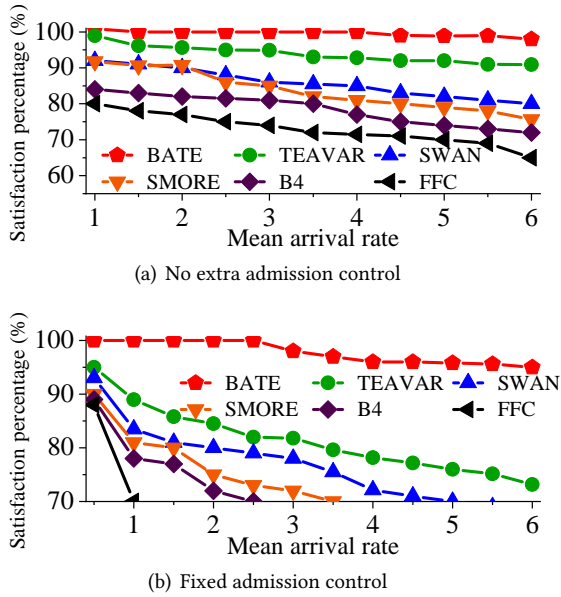 Satisfaction percentage (%)
100
90
80
70
60
BATE TEAVAR SWAN
SMORE B4 FFC
1 2 3 4 5 6
Mean arrival rate
(a) No extra admission control
Satisfaction percentage (%)
100
90
80
70
BATE TEAVAR SWAN
SMORE B4 FFC
1 2 3 4 5 6
Mean arrival rate
(b) Fixed admission control